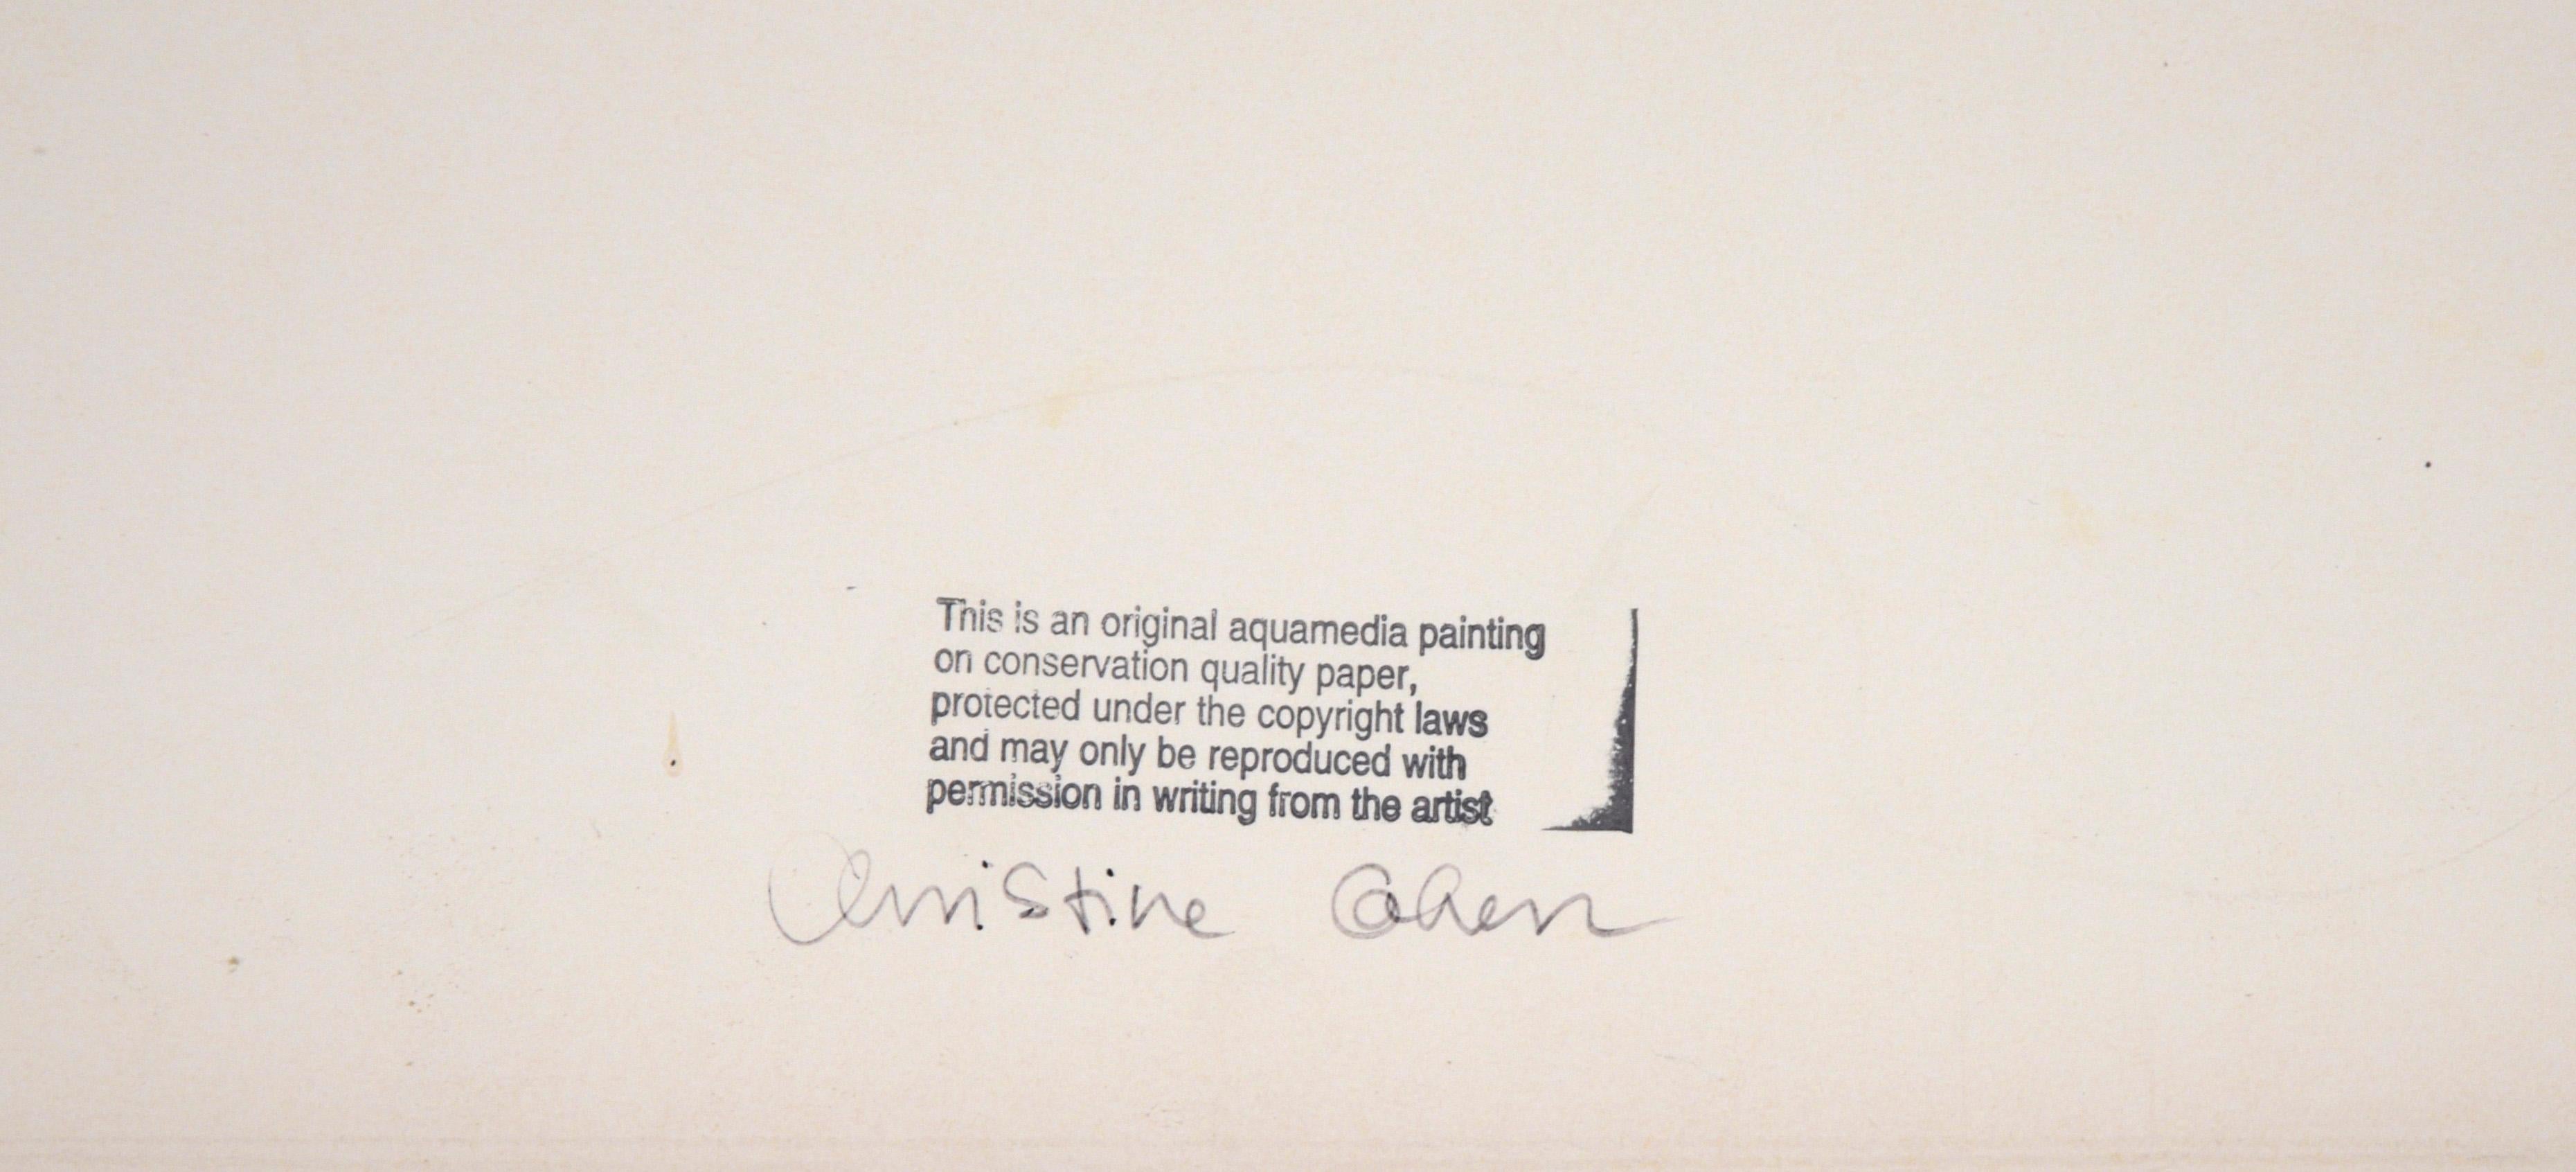 This is an original aquamedia painting
on conservation quality paper,
protected under the copyright laws
and may only be reproduced with
permission in writing from the artist
Christine Cohen